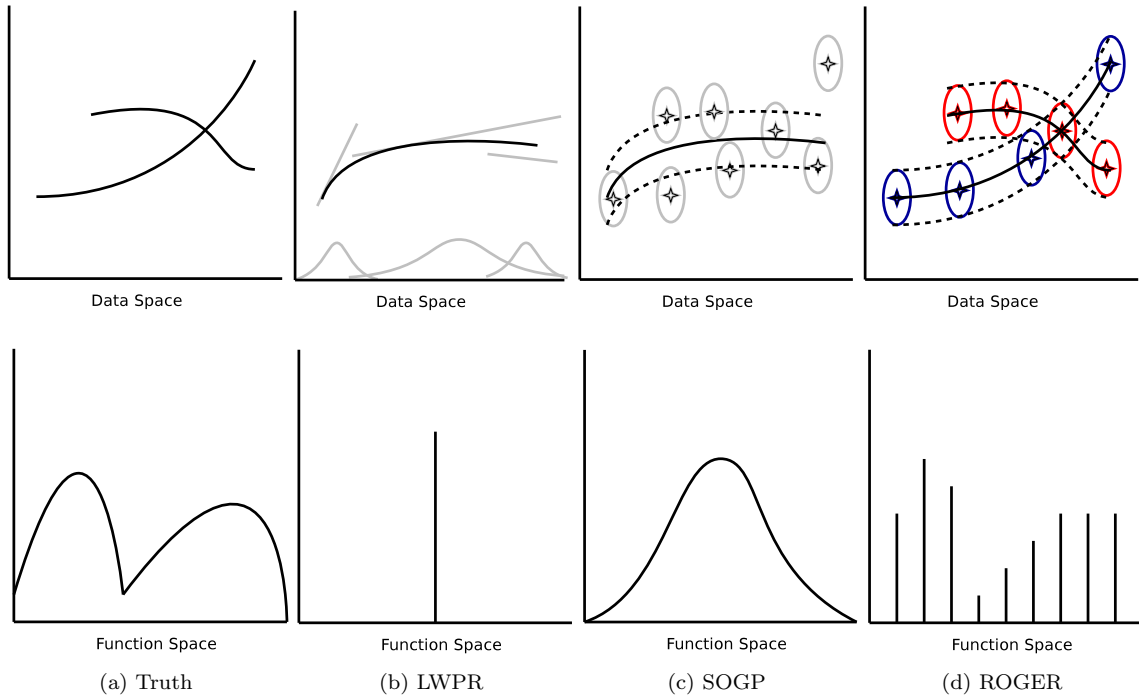 Data Space
Data Space
Data Space
Data Space
Function Space
Function Space
Function Space
Function Space
(a) Truth
(b) LWPR
(c) SOGP
(d) ROGER